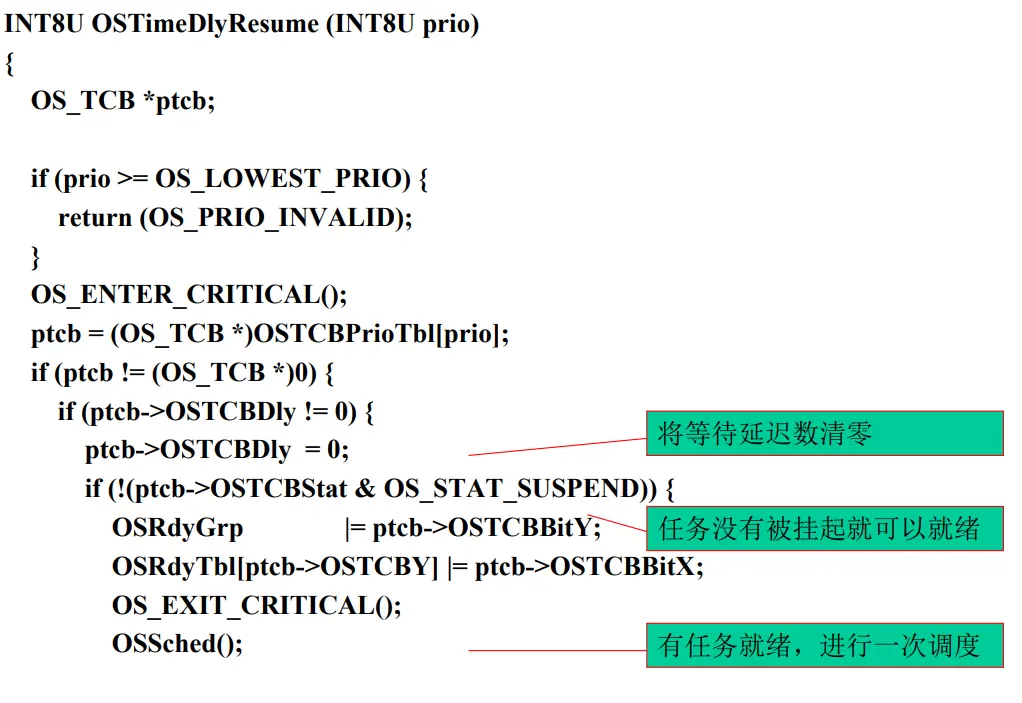 INT8U OSTimeDlyResume (INT8U prio)
{
OS_TCB *ptcb;
if (prio >= OS_LOWEST_PRIO) {
return (OS_PRIO_INVALID);
}
OS_ENTER_CRITICAL();
ptcb = (OS_TCB *)OSTCBPrioTbl[prio];
if (ptcb != (OS_TCB *)0) {
if (ptcb->OSTCBDly != 0) {
将等待延迟数清零
ptcb->OSTCBDly = 0;
if (!(ptcb->OSTCBStat & OS_STAT_SUSPEND)) {
OSRdyGrp |= ptcb->OSTCBBitY;
任务没有被挂起就可以就绪
OSRdyTbl[ptcb->OSTCBY] |= ptcb->OSTCBBitX;
OS_EXIT_CRITICAL();
OSSched();
有任务就绪，进行一次调度